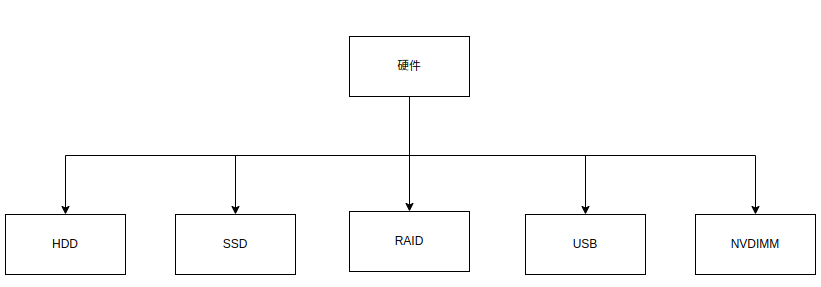 硬件
HDD
SSD
RAID
USB
NVDIMM